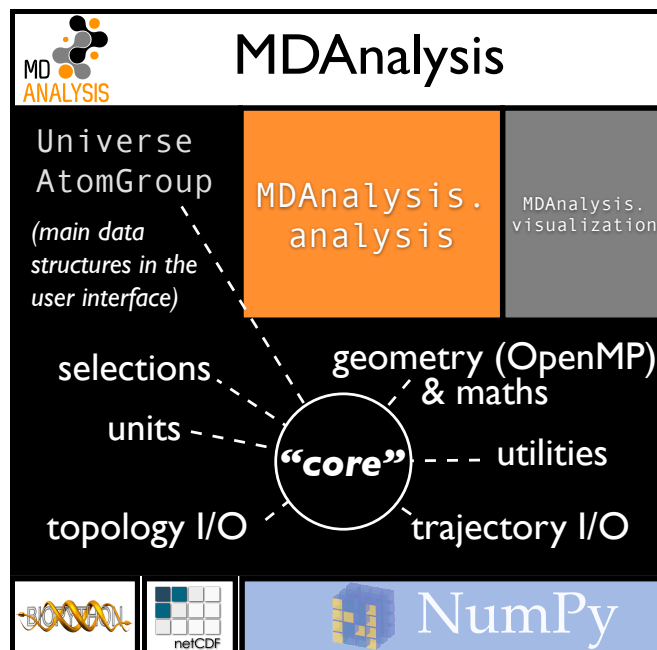 MD
ANALYSIS
MDAnalysis
Universe
AtomGroup
(main data
structures in the
user interface)
MDAnalysis.
analysis
MDAnalysis.
visualization
selections
geometry (OpenMP)
& maths
units
“core”
utilities
topology I/O
trajectory I/O
BIOPYTHON
netCDF
NumPy